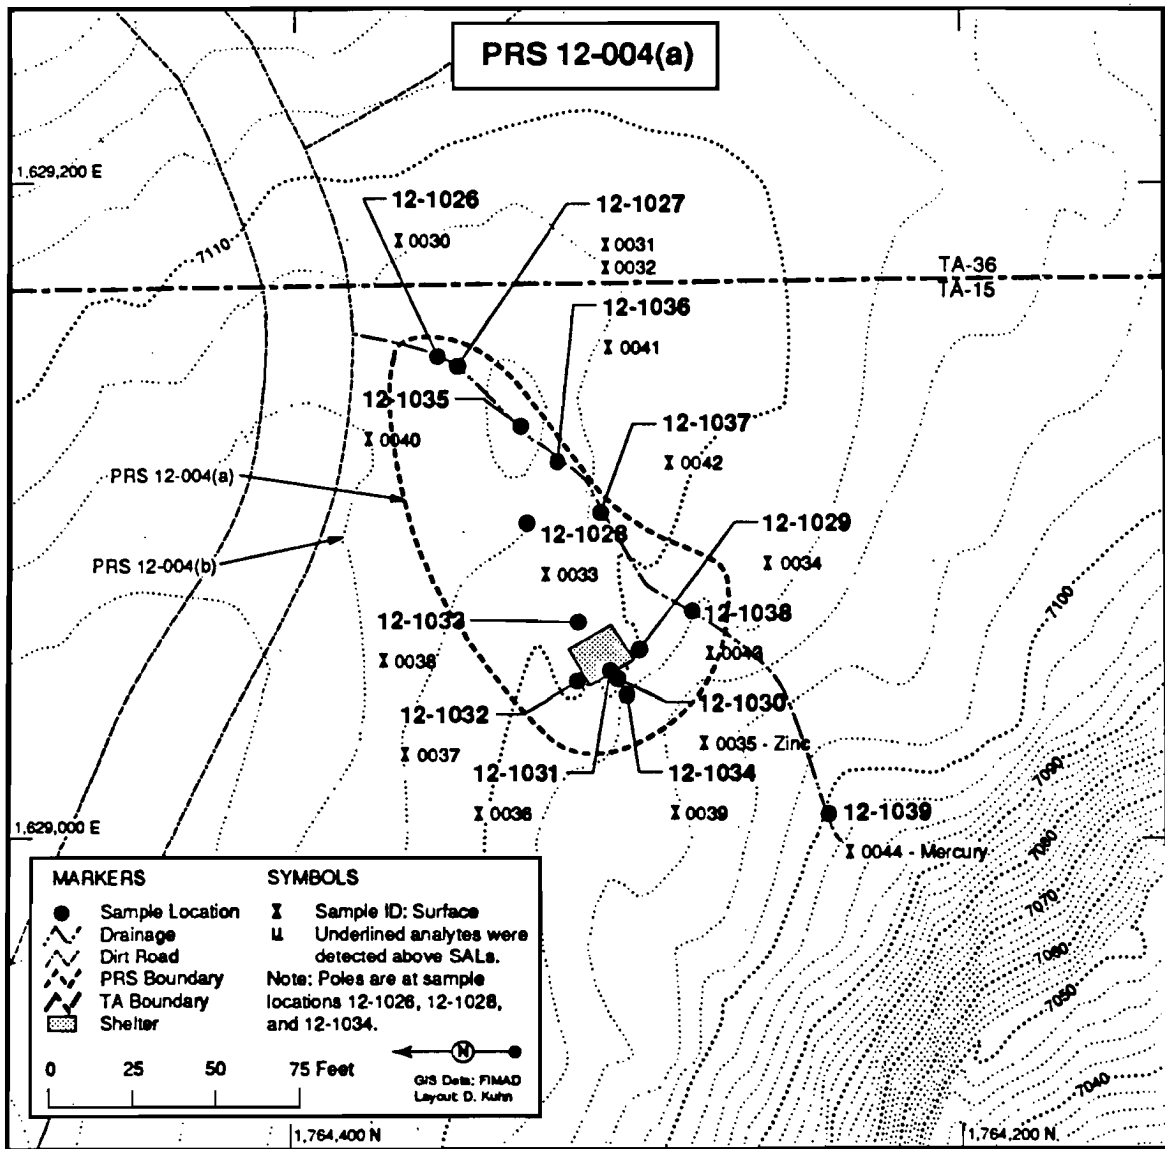 PRS 12-004(a)
1,629,200 E
12-1026
12-1027
X 0030
X 0031
X 0032
7110
TA-36
TA-15
12-1036
X 0041
12-1035
X 0040
12-1037
X 0042
PRS 12-004(a)
12-1028
12-1029
X 0033
X 0034
PRS 12-004(b)
7100
12-1033
12-1038
X 0038
X 0043
12-1032
12-1030
X 0037
X 0035 - Zinc
12-1031
12-1034
7090
X 0036
X 0039
12-1039
1,629,000 E
X 0044 - Mercury
7080
7070
7060
7050
7040
MARKERS
Sample Location
Drainage
Dirt Road
PRS Boundary
TA Boundary
Shelter
SYMBOLS
X Sample ID: Surface
u Underlined analytes were
detected above SALs.
Note: Poles are at sample
locations 12-1026, 12-1028,
and 12-1034.
0 25 50 75 Feet
N
GIS Data: FIMAD
Layout: D. Kuhn
1,764,400 N
1,764,200 N